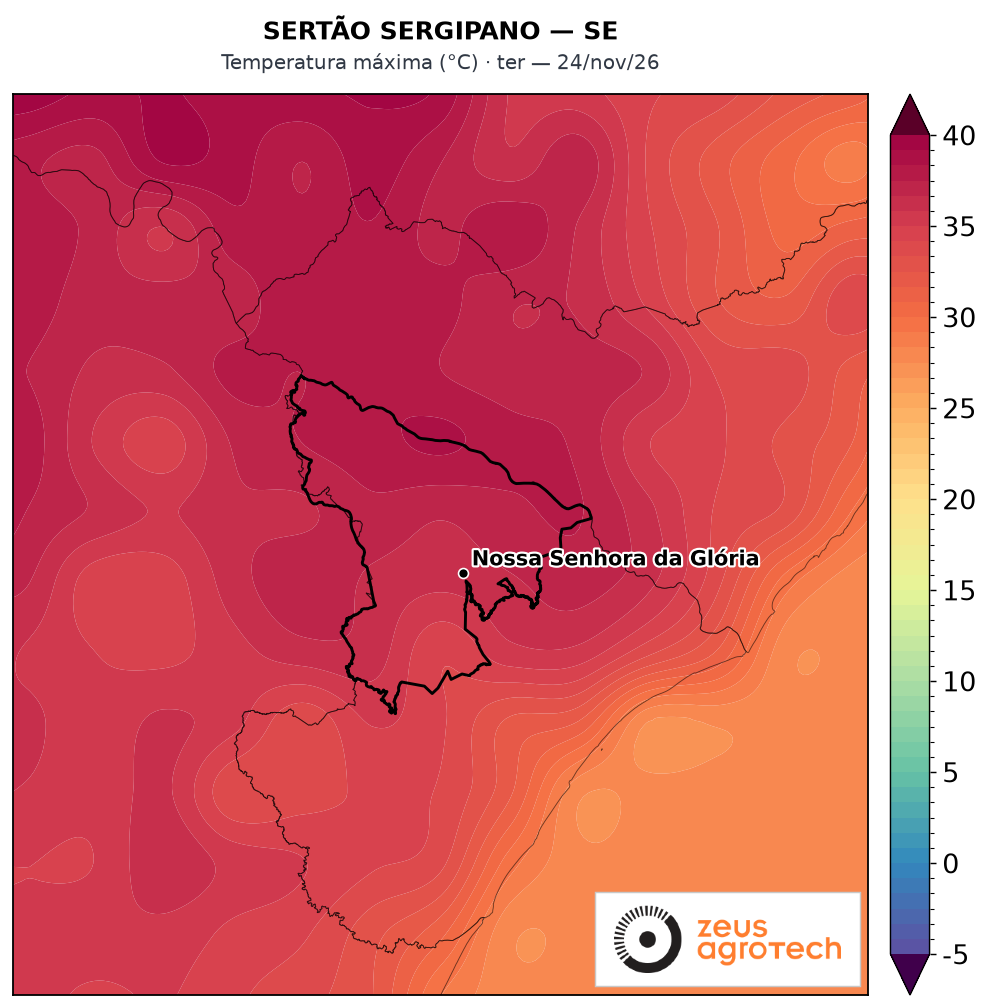 SERTÃO SERGIPANO — SE
Temperatura máxima (°C) · ter — 24/nov/26
40
35
30
25
20
15
10
5
0
-5
Nossa Senhora da Glória
zeus
agrotech